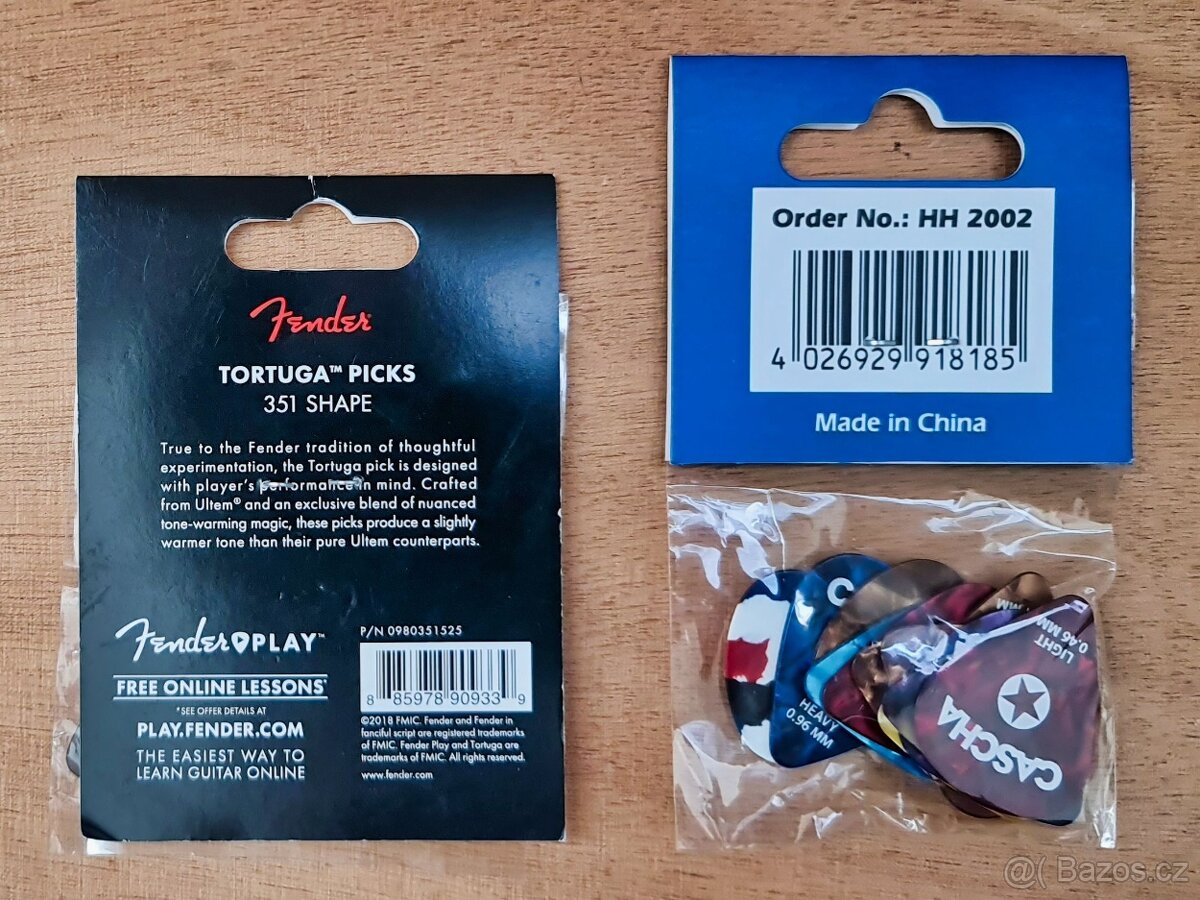 Fender
TORTUGA™ PICKS
351 SHAPE
True to the Fender tradition of thoughtful
experimentation, the Tortuga pick is designed
with player's performance in mind. Crafted
from Ultem® and an exclusive blend of nuanced
tone-warming magic, these picks produce a slightly
warmer tone than their pure Ultem counterparts.
Fender PLAY™
FREE ONLINE LESSONS*
*SEE OFFER DETAILS AT
PLAY.FENDER.COM
THE EASIEST WAY TO
LEARN GUITAR ONLINE
P/N 0980351525
8 85978 90933 9
©2018 FMIC. Fender and Fender in
fanciful script are registered trademarks
of FMIC. Fender Play and Tortuga are
trademarks of FMIC. All rights reserved.
www.fender.com
Order No.: HH 2002
4 026929 918185
Made in China
C
HEAVY
0.96 MM
MM
LIGHT
0.46 MM
CASCHA
@( Bazos.cz